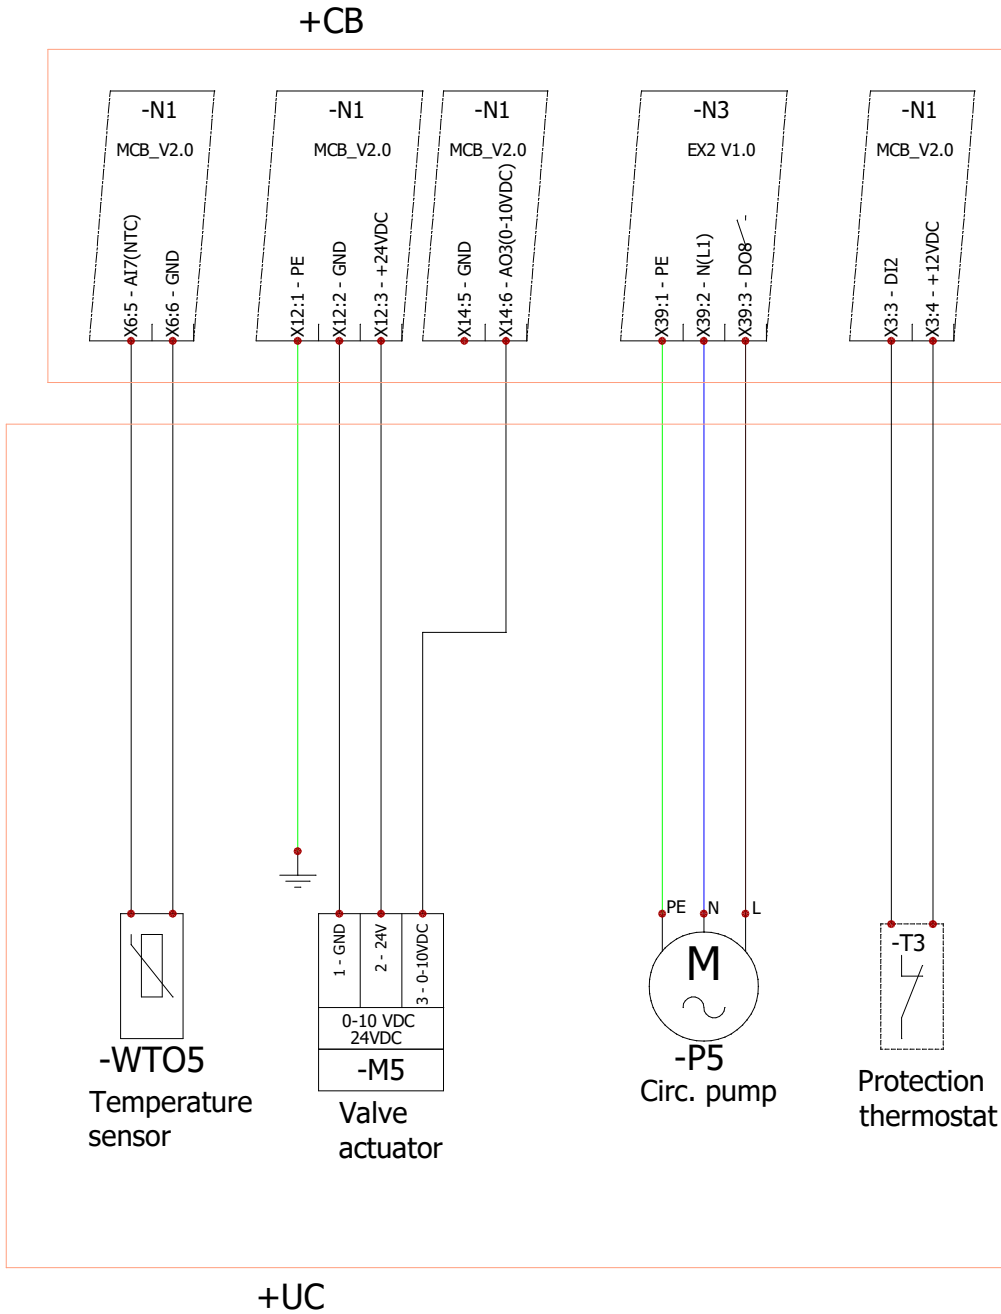 +CB
-N1
MCB_V2.0
X6:5 - AI7(NTC)
X6:6 - GND
-N1
MCB_V2.0
X12:1 - PE
X12:2 - GND
X12:3 - +24VDC
-N1
MCB_V2.0
X14:5 - GND
X14:6 - AO3(0-10VDC)
-N3
EX2 V1.0
X39:1 - PE
X39:2 - N(L1)
X39:3 - DO8
-N1
MCB_V2.0
X3:3 - DI2
X3:4 - +12VDC
-WTO5
Temperature
sensor
1 - GND
2 - 24V
3 - 0-10VDC
0-10 VDC
24VDC
-M5
Valve
actuator
PE
N
L
M
-P5
Circ. pump
-T3
Protection
thermostat
+UC